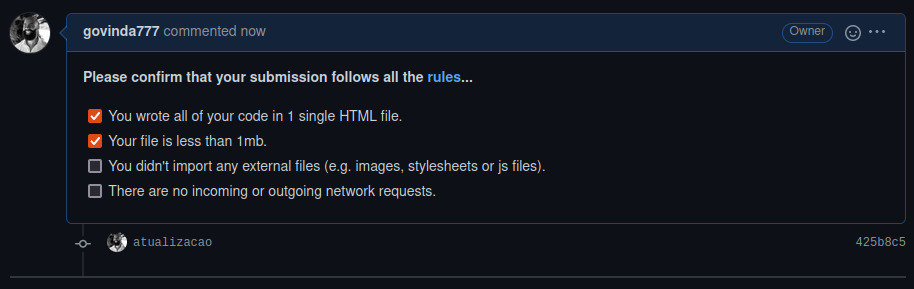 govinda777 commented now
Owner
Please confirm that your submission follows all the rules...
You wrote all of your code in 1 single HTML file.
Your file is less than 1mb.
You didn't import any external files (e.g. images, stylesheets or js files).
There are no incoming or outgoing network requests.
atualizacao
425b8c5